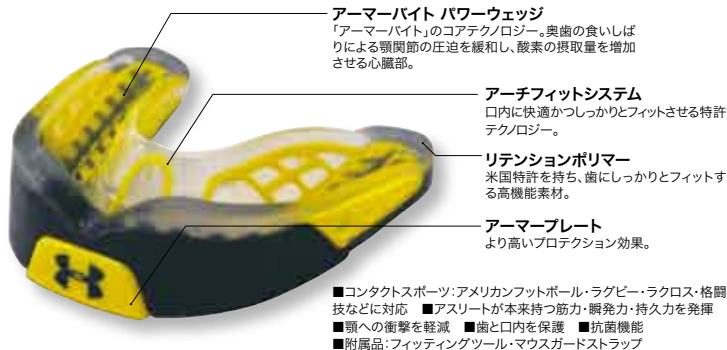 アーマーバイト パワーウェッジ
「アーマーバイト」のコアテクノロジー。奥歯の食いしば
りによる顎関節の圧迫を緩和し、酸素の摂取量を増加
させる心臓部。
アーチフィットシステム
口内に快適かつしっかりとフィットさせる特許
テクノロジー。
リテンションポリマー
米国特許を持ち、歯にしっかりとフィットす
る高機能素材。
アーマープレート
より高いプロテクション効果。
■コンタクトスポーツ:アメリカンフットボール・ラグビー・ラクロス・格闘
技などに対応 ■アスリートが本来持つ筋力・瞬発力・持久力を発揮
■顎への衝撃を軽減 ■歯と口内を保護 ■抗菌機能
■附属品:フィッティングツール・マウスガードストラップ